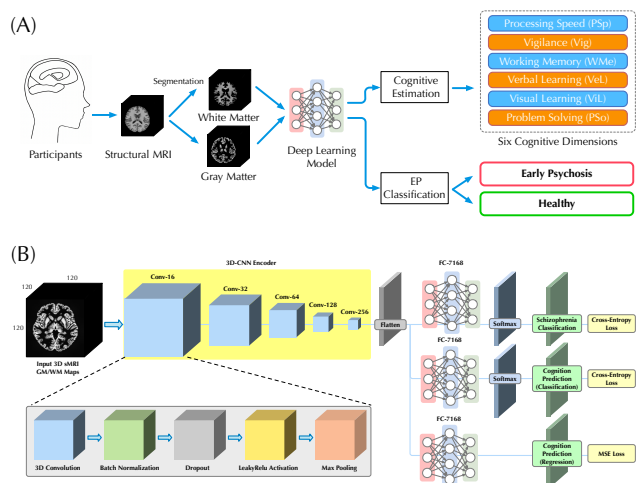 (A)
Participants
Structural MRI
Segmentation
White Matter
Gray Matter
Deep Learning
Model
Cognitive
Estimation
EP
Classification
Processing Speed (PSp)
Vigilance (Vig)
Working Memory (WMe)
Verbal Learning (VeL)
Visual Learning (ViL)
Problem Solving (PSo)
Six Cognitive Dimensions
Early Psychosis
Healthy
(B)
120
120
120
Input 3D sMRI
GM/WM Maps
3D-CNN Encoder
Conv-16
Conv-32
Conv-64
Conv-128
Conv-256
Flatten
FC-7168
Softmax
Schizophrenia
Classification
Cross-Entropy
Loss
FC-7168
Softmax
Cognition
Prediction
(Classification)
Cross-Entropy
Loss
FC-7168
Cognition
Prediction
(Regression)
MSE Loss
3D Convolution
Batch Normalization
Dropout
LeakyRelu Activation
Max Pooling